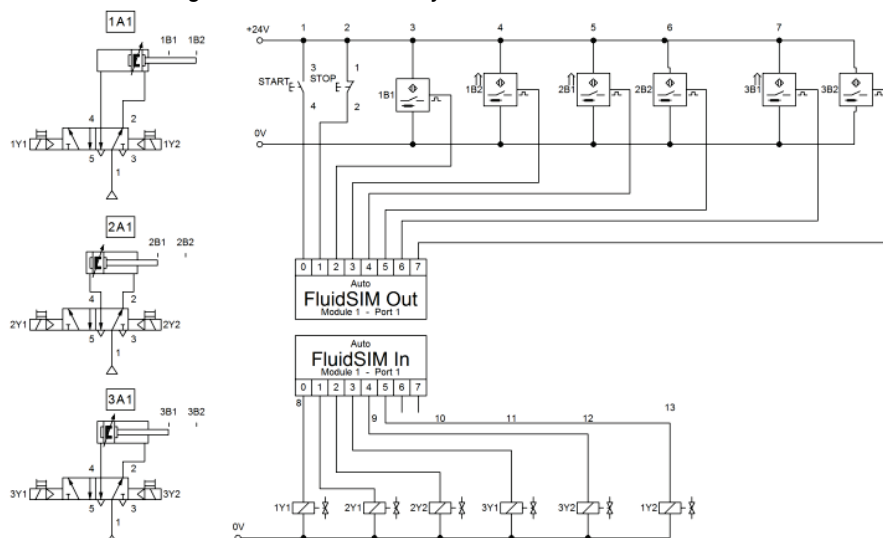 1A1
1B1 1B2
4 2
1Y1 1Y2
5 3
1
2A1
2B1 2B2
4 2
2Y1 2Y2
5 3
1
3A1
3B1 3B2
4 2
3Y1 3Y2
5 3
1
1 2 3 4 5 6 7
+24V
3 1
START STOP
4 2
1B1 1B2 2B1 2B2 3B1 3B2
0V
0 1 2 3 4 5 6 7
Auto
FluidSIM Out
Module 1 - Port 1
Auto
FluidSIM In
Module 1 - Port 1
0 1 2 3 4 5 6 7
8 9 10 11 12 13
1Y1 2Y1 2Y2 3Y1 3Y2 1Y2
0V